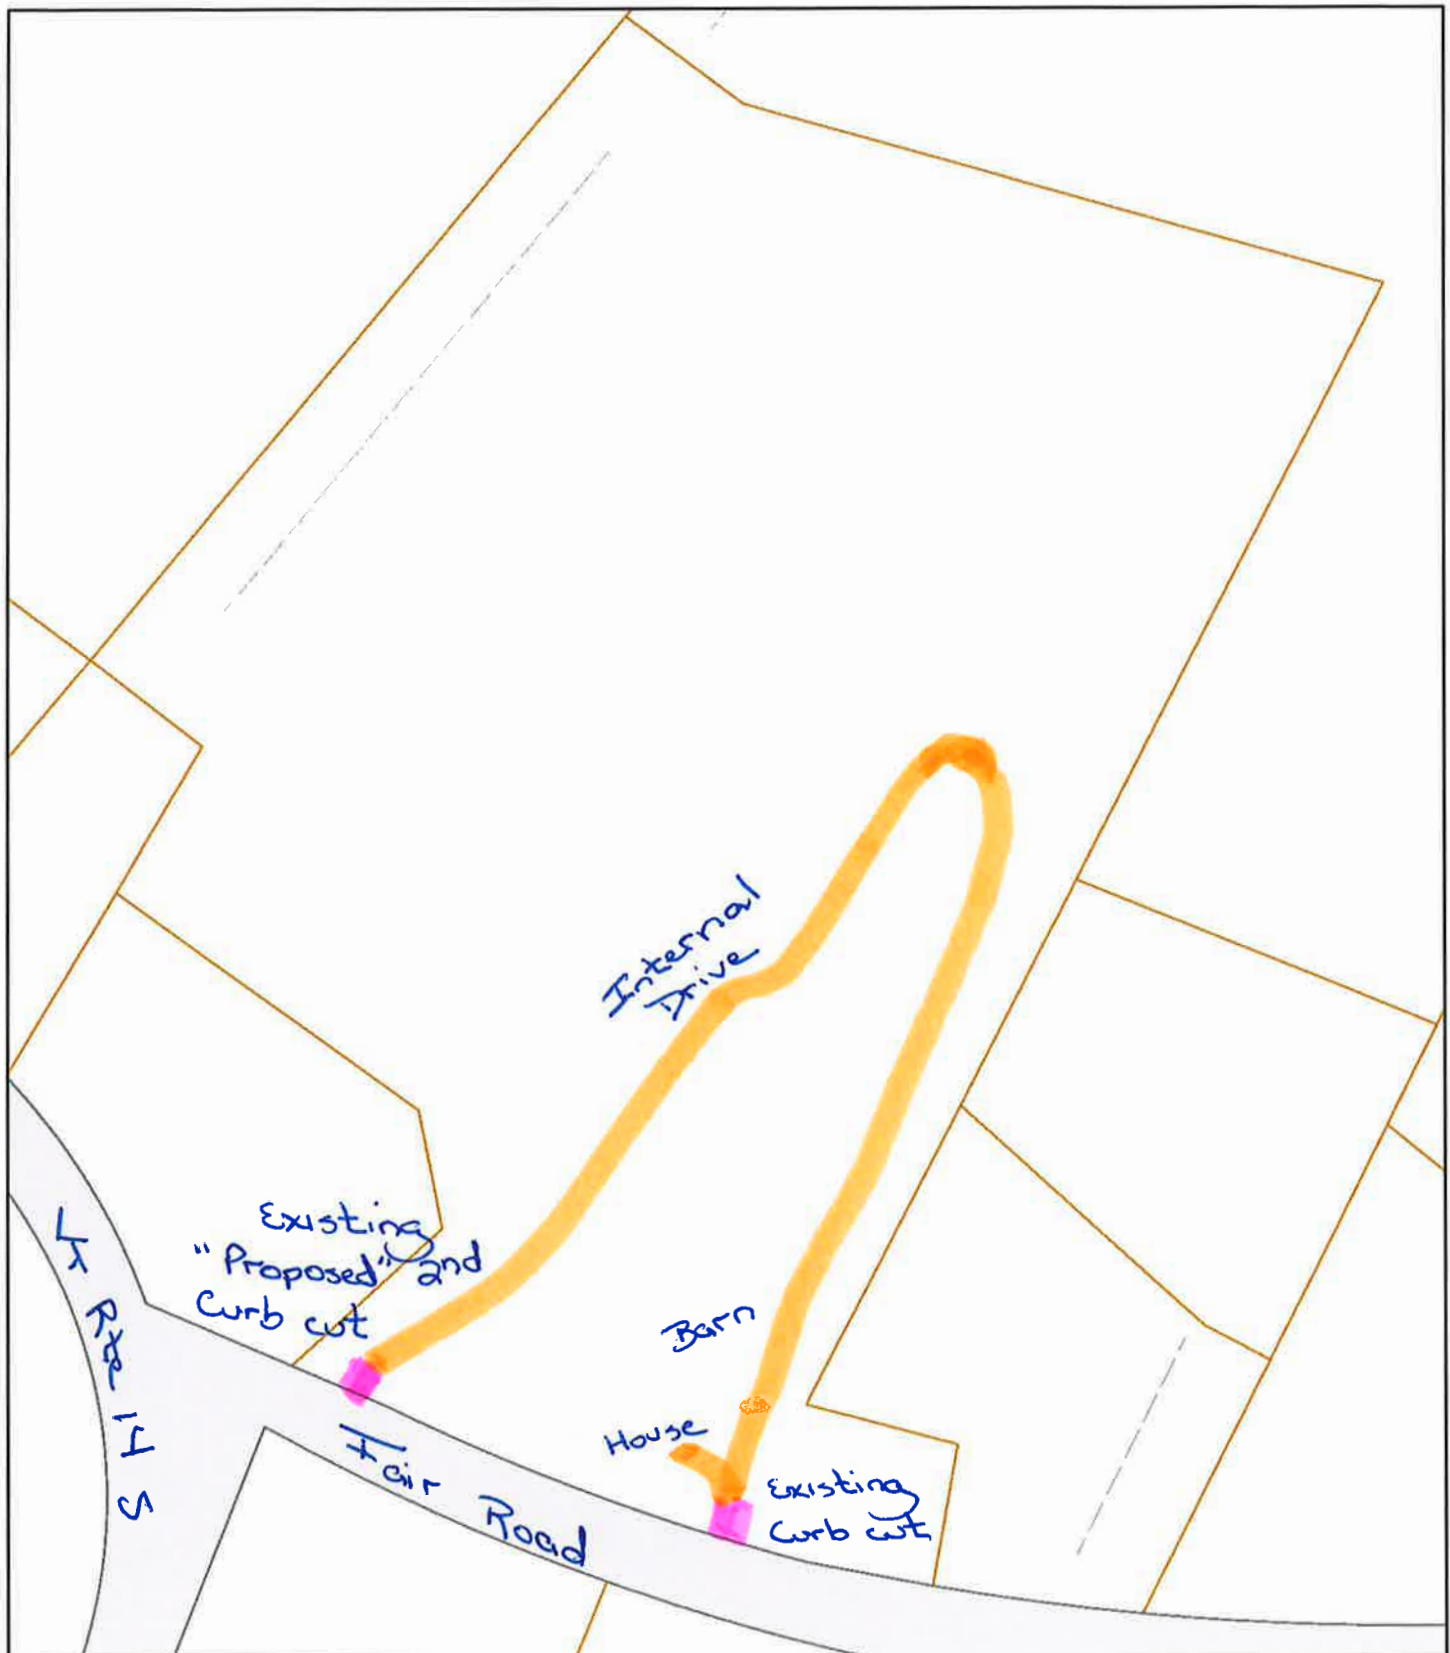 Internal
Drive
Existing
"Proposed" 2nd
Curb cut
Rte 14 S
Barn
House
Existing
Curb cut
Fair Road